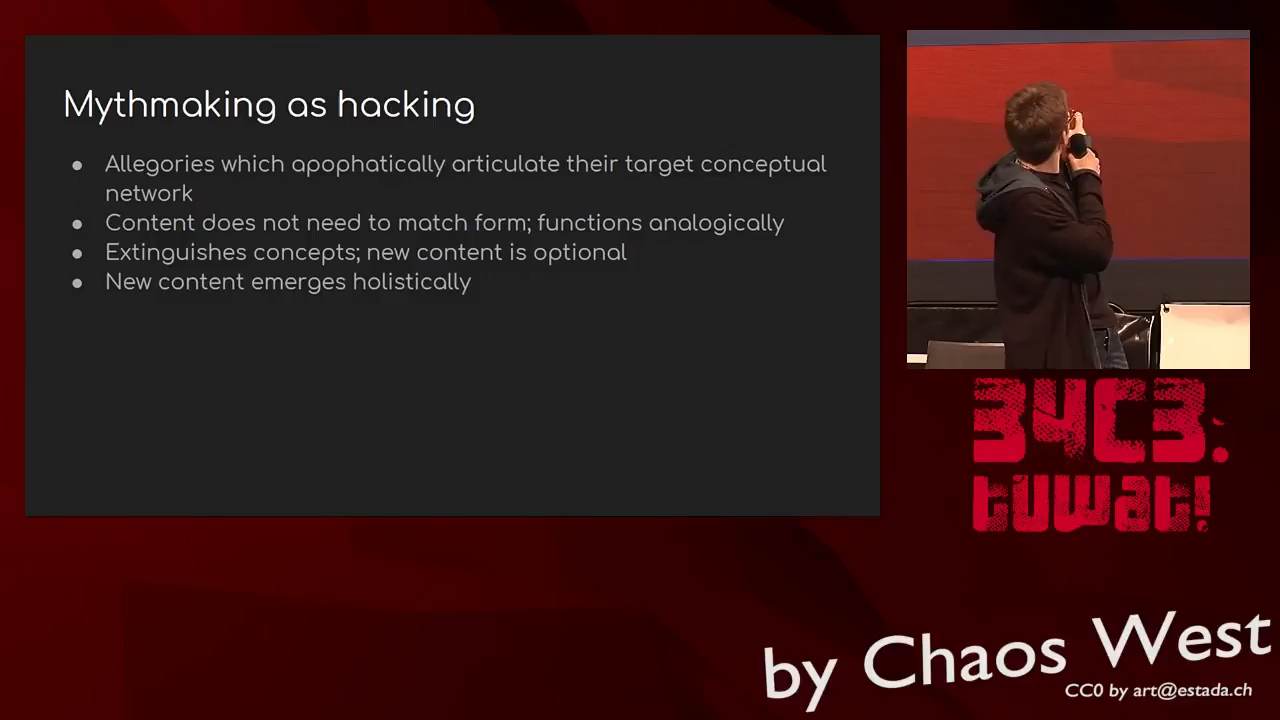 Mythmaking as hacking
● Allegories which apophatically articulate their target conceptual
network
● Content does not need to match form; functions analogically
● Extinguishes concepts; new content is optional
● New content emerges holistically
34C3:
tuwat!
by Chaos West
CC0 by art@estada.ch